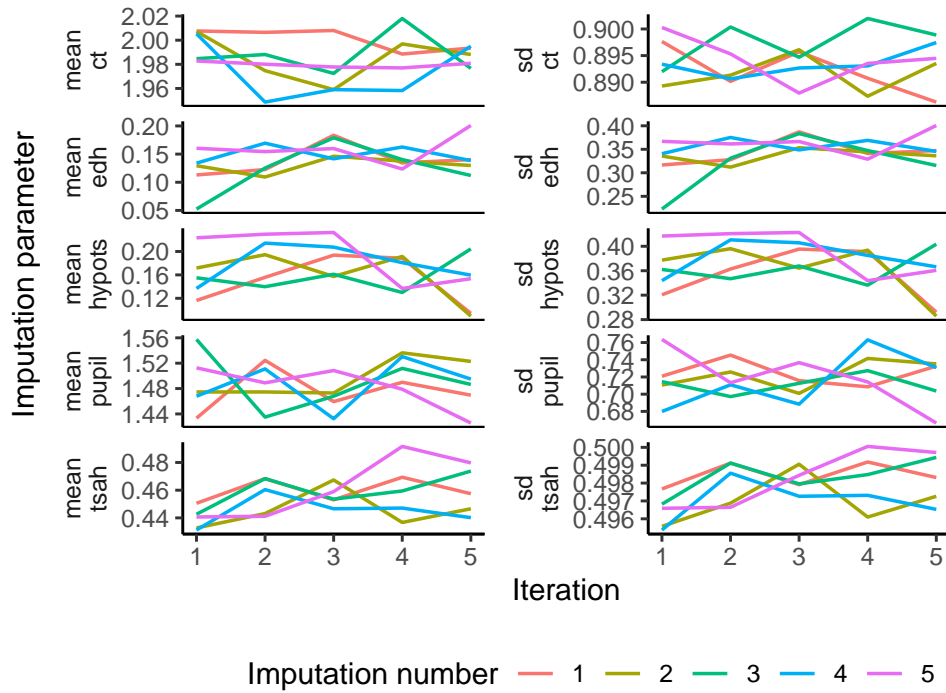 Imputation parameter
mean
ct
2.02
2.00
1.98
1.96
sd
ct
0.900
0.895
0.890
mean
edh
0.20
0.15
0.10
0.05
sd
edh
0.40
0.35
0.30
0.25
mean
hypots
0.20
0.16
0.12
sd
hypots
0.40
0.36
0.32
0.28
mean
pupil
1.56
1.52
1.48
1.44
sd
pupil
0.76
0.72
0.68
mean
tsah
0.48
0.46
0.44
sd
tsah
0.500
0.499
0.498
0.497
0.496
1 2 3 4 5
1 2 3 4 5
Iteration
Imputation number 1 2 3 4 5